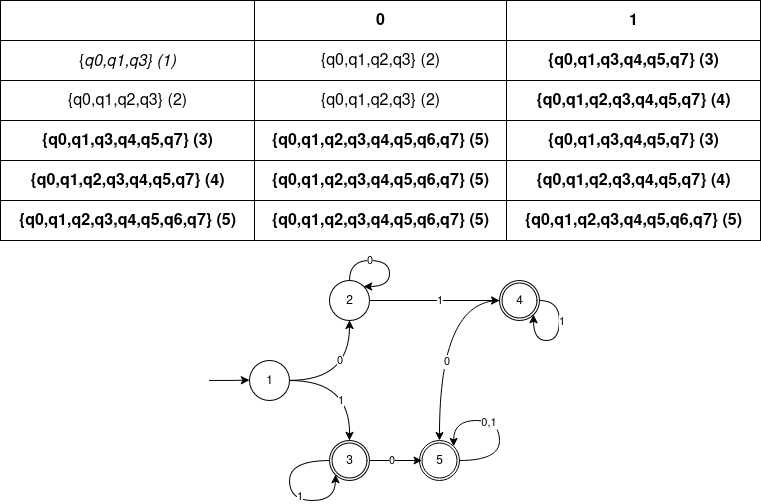 0 1
{q0,q1,q3} (1) {q0,q1,q2,q3} (2) {q0,q1,q3,q4,q5,q7} (3)
{q0,q1,q2,q3} (2) {q0,q1,q2,q3} (2) {q0,q1,q2,q3,q4,q5,q7} (4)
{q0,q1,q3,q4,q5,q7} (3) {q0,q1,q2,q3,q4,q5,q6,q7} (5) {q0,q1,q3,q4,q5,q7} (3)
{q0,q1,q2,q3,q4,q5,q7} (4) {q0,q1,q2,q3,q4,q5,q6,q7} (5) {q0,q1,q2,q3,q4,q5,q7} (4)
{q0,q1,q2,q3,q4,q5,q6,q7} (5) {q0,q1,q2,q3,q4,q5,q6,q7} (5) {q0,q1,q2,q3,q4,q5,q6,q7} (5)
0
2 1 4
1
0 0
1
1
0,1
3 0 5
1